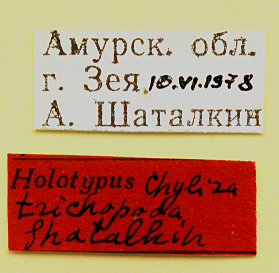 Амурск. обл.
г. Зея, 10.VI.1978
А. Шаталкин
Holotypus Chyliza
trichopoda
Shatalkin